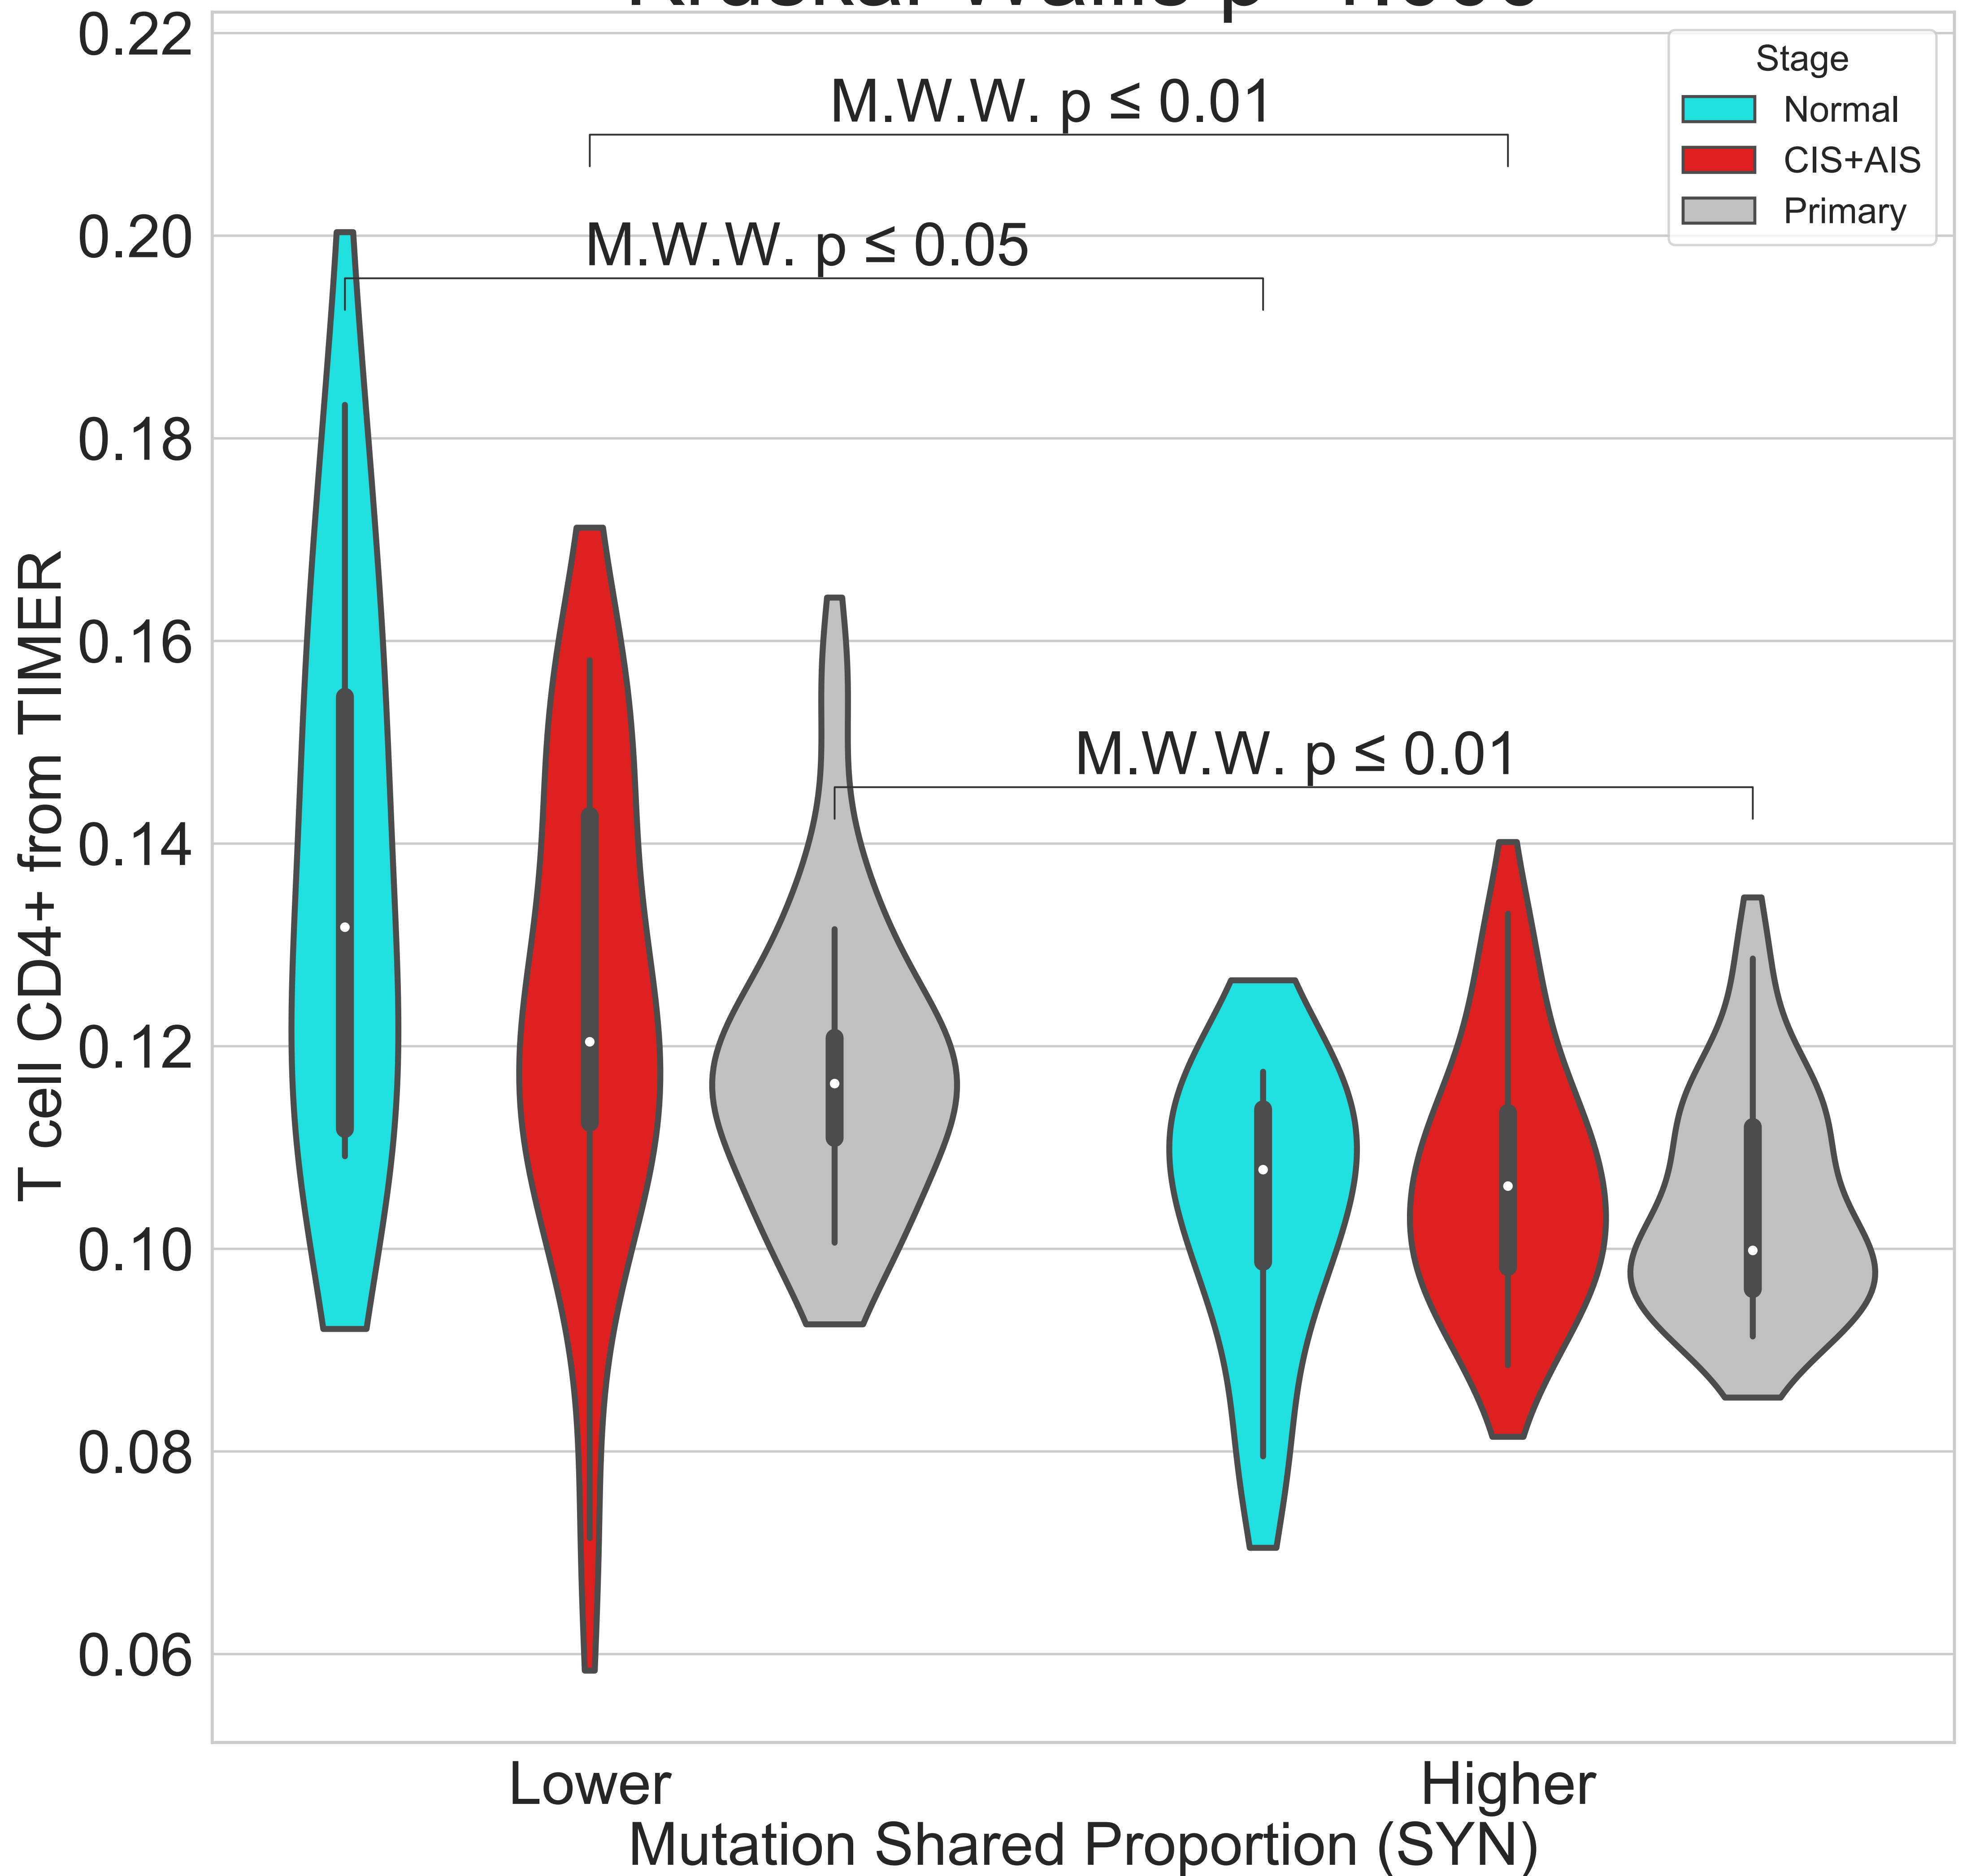 0.22
0.20
0.18
0.16
0.14
0.12
0.10
0.08
0.06
T cell CD4+ from TIMER
M.W.W. p ≤ 0.01
M.W.W. p ≤ 0.05
M.W.W. p ≤ 0.01
Stage
Normal
CIS+AIS
Primary
Lower
Higher
Mutation Shared Proportion (SYN)